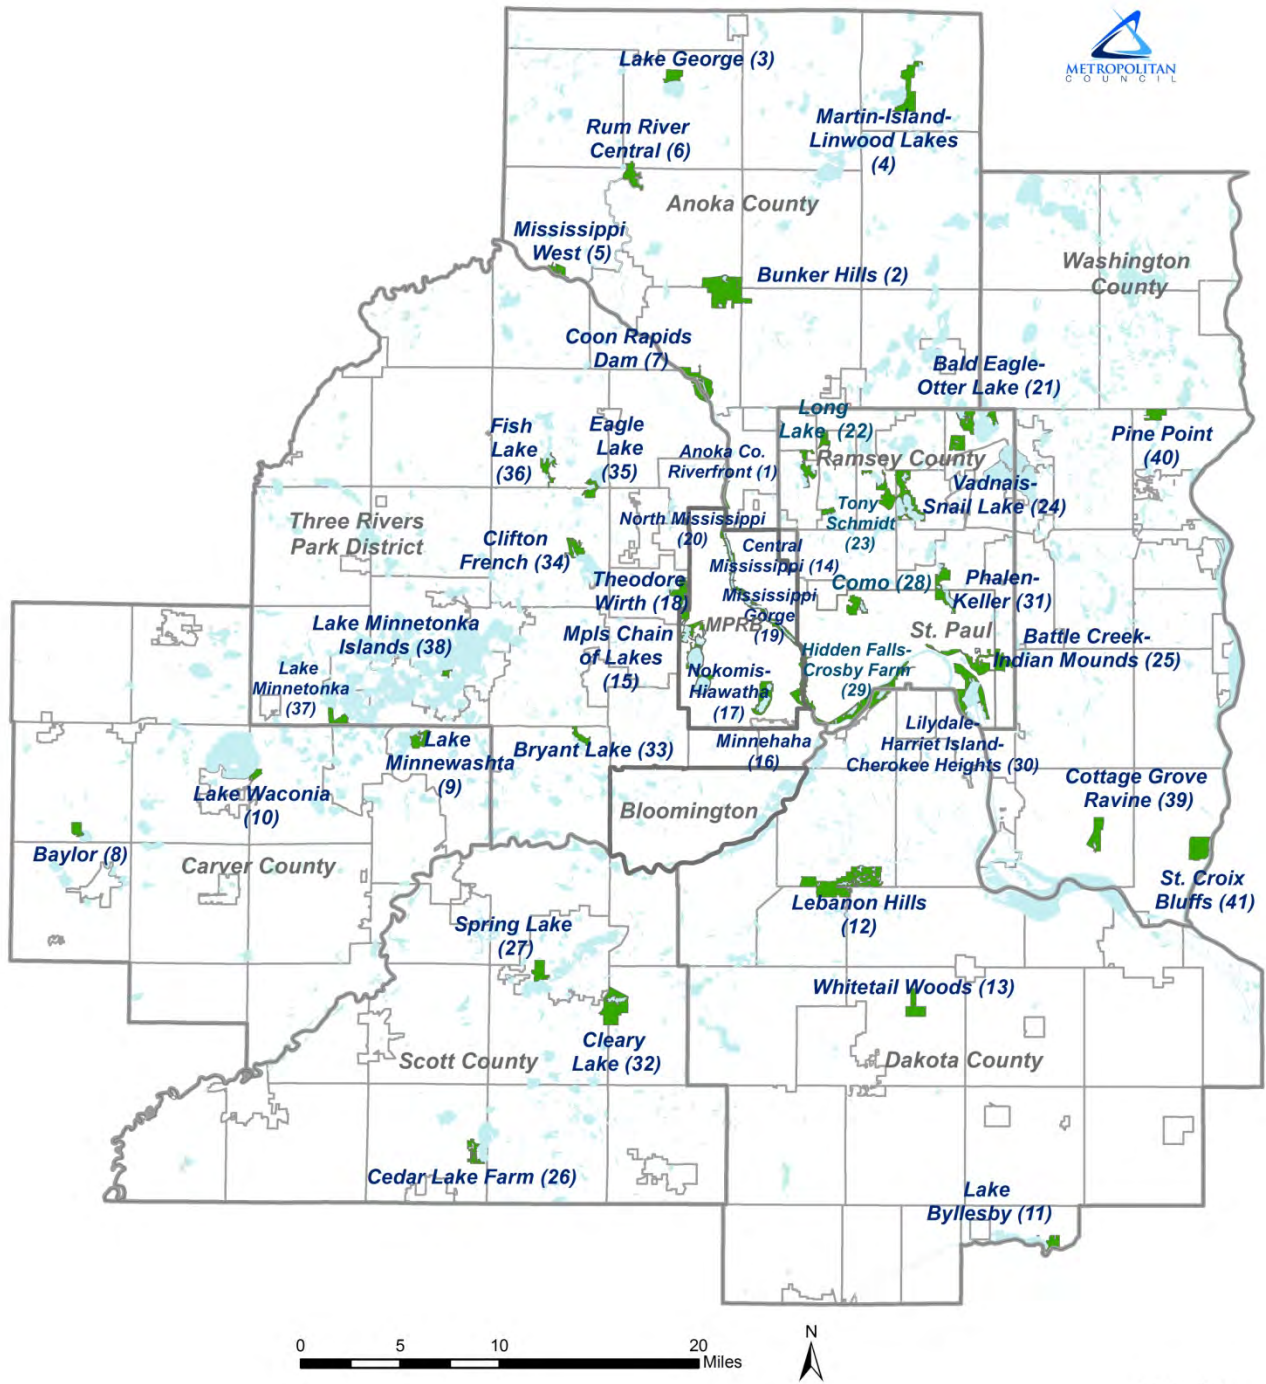 METROPOLITAN
COUNCIL
Lake George (3)
Martin-Island-
Linwood Lakes
(4)
Rum River
Central (6)
Anoka County
Mississippi
West (5)
Washington
County
Bunker Hills (2)
Coon Rapids
Dam (7)
Bald Eagle-
Otter Lake (21)
Long
Lake (22)
Fish
Lake
(36)
Eagle
Lake
(35)
Anoka Co.
Riverfront (1)
Ramsey County
Pine Point
(40)
Vadnais-
Snail Lake (24)
Tony
Schmidt
(23)
Three Rivers
Park District
North Mississippi
(20)
Clifton
French (34)
Central
Mississippi (14)
Theodore
Wirth (18)
Como (28)
Phalen-
Keller (31)
Mississippi
Gorge
(19)
MPRB
Lake Minnetonka
Islands (38)
Mpls Chain
of Lakes
(15)
St. Paul
Battle Creek-
Indian Mounds (25)
Hidden Falls-
Crosby Farm
(29)
Lake
Minnetonka
(37)
Nokomis-
Hiawatha
(17)
Lake
Minnewashta
(9)
Bryant Lake (33)
Minnehaha
(16)
Lilydale-
Harriet Island-
Cherokee Heights (30)
Lake Waconia
(10)
Bloomington
Cottage Grove
Ravine (39)
Baylor (8)
Carver County
St. Croix
Bluffs (41)
Lebanon Hills
(12)
Spring Lake
(27)
Whitetail Woods (13)
Cleary
Lake (32)
Scott County
Dakota County
Cedar Lake Farm (26)
Lake
Byllesby (11)
0 5 10 20
Miles
N